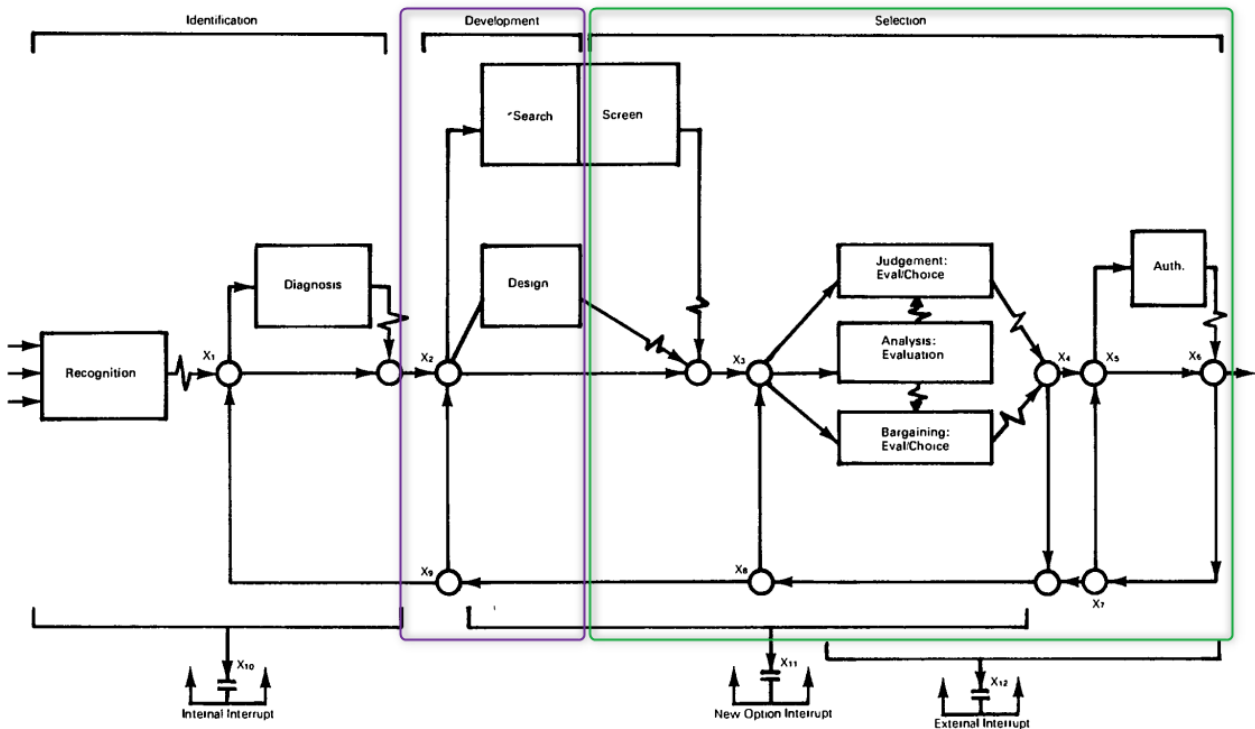 Identification
Development
Selection
Search
Screen
Diagnosis
Design
Judgement:
Eval/Choice
Auth.
Recognition
X1
X2
X3
Analysis:
Evaluation
X4
X5
X6
Bargaining:
Eval/Choice
X9
X8
X7
X10
X11
X12
Internal Interrupt
New Option Interrupt
External Interrupt